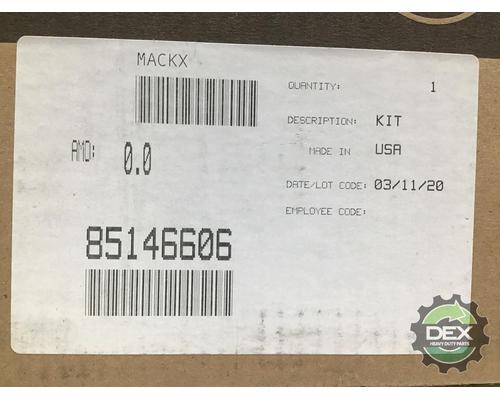 MACKX
QUANTITY: 1
DESCRIPTION: KIT
AMD: 0.0
MADE IN USA
DATE/LOT CODE: 03/11/20
EMPLOYEE CODE:
85146606
DEX
HEAVY DUTY PARTS